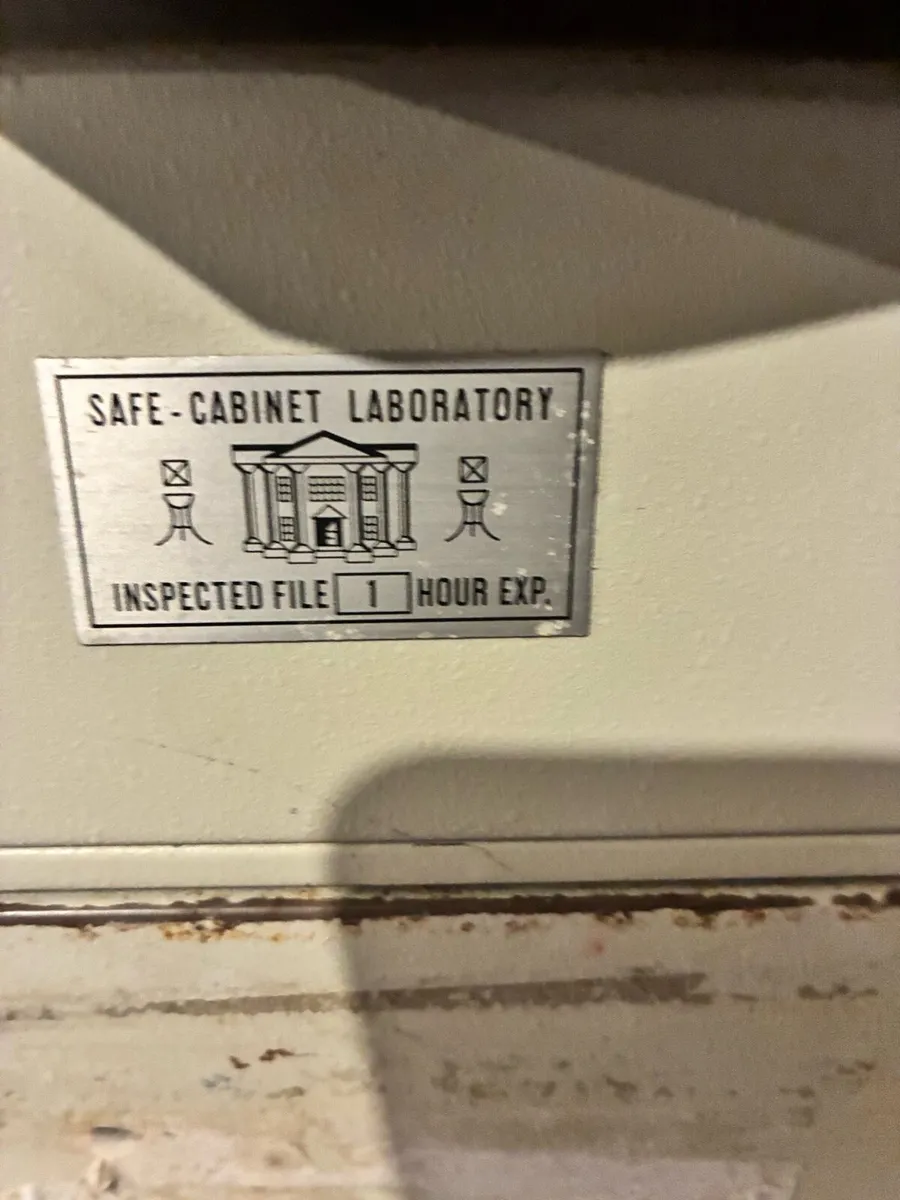 SAFE-CABINET LABORATORY
INSPECTED FILE 1 HOUR EXP.